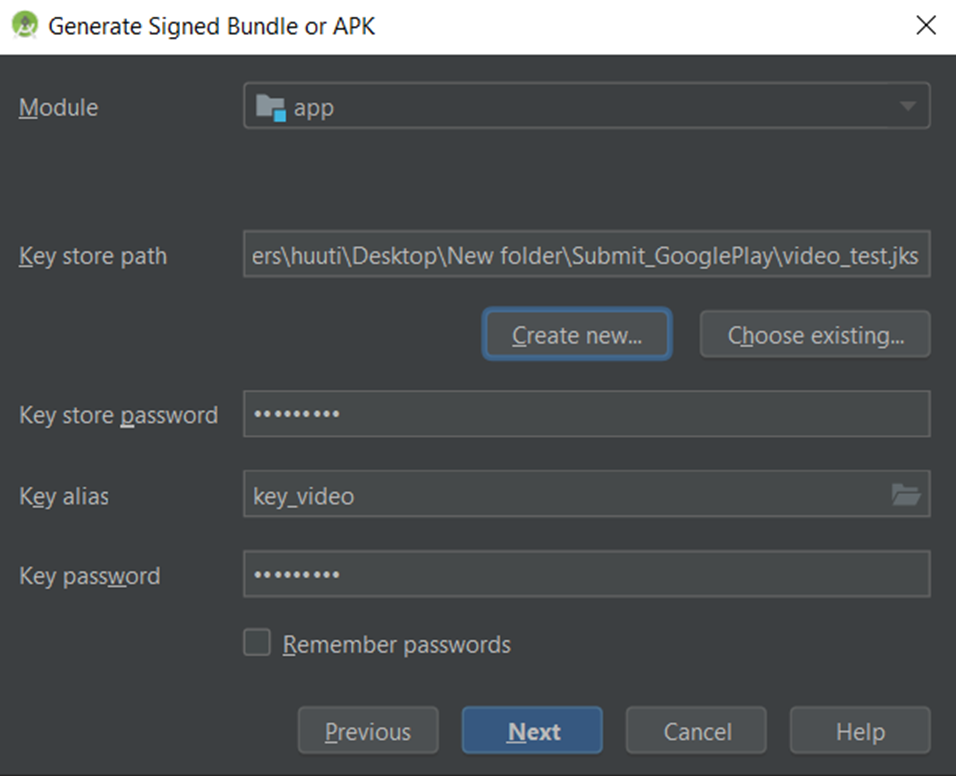 Generate Signed Bundle or APK
Module
app
Key store path
ers\huuti\Desktop\New folder\Submit_GooglePlay\video_test.jks
Create new...
Choose existing...
Key store password
•••••••••
Key alias
key_video
Key password
•••••••••
Remember passwords
Previous
Next
Cancel
Help